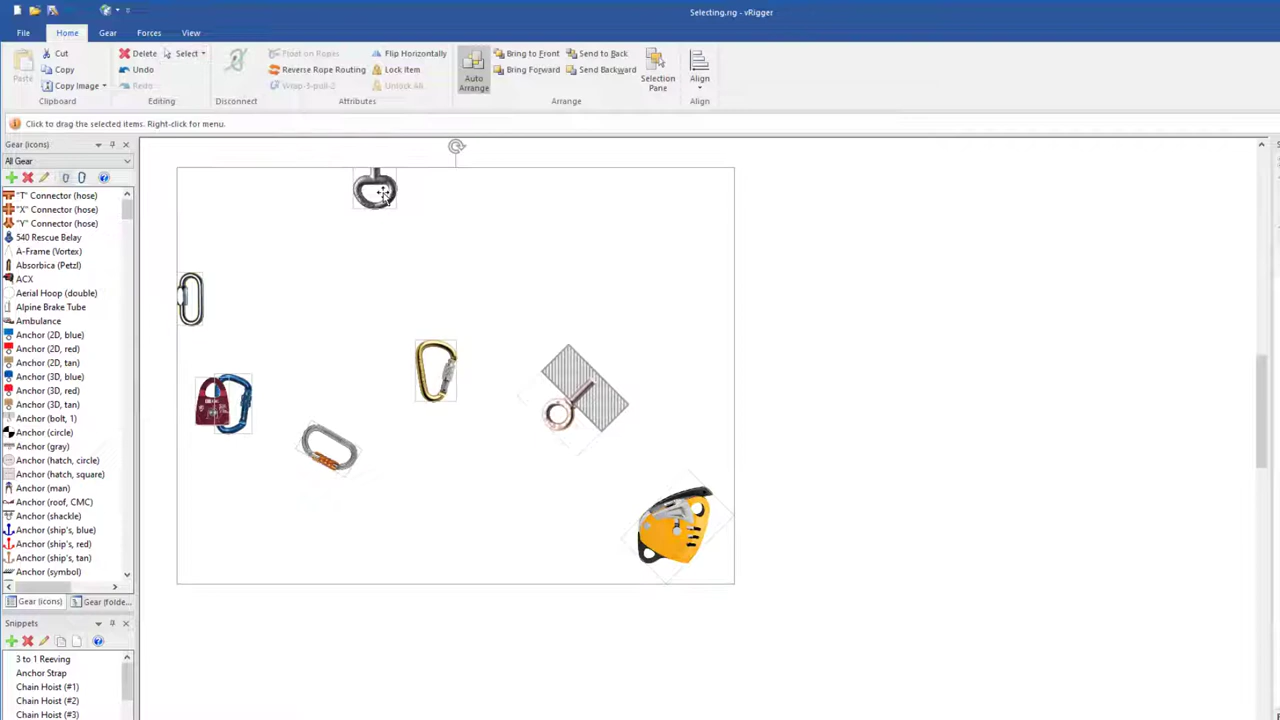 Selecting.rig - vRigger
File Home Gear Forces View
Paste
Cut
Copy
Copy Image
Clipboard
Delete Select
Undo
Redo
Editing
Disconnect
Float on Ropes Flip Horizontally
Reverse Rope Routing Lock Item
Wrap-3-pull-2 Unlock All
Attributes
Auto Arrange
Bring to Front Send to Back
Bring Forward Send Backward
Selection Pane
Arrange
Align
Align
Click to drag the selected items. Right-click for menu.
Gear (icons)
All Gear
"T" Connector (hose)
"X" Connector (hose)
"Y" Connector (hose)
540 Rescue Belay
A-Frame (Vortex)
Absorbica (Petzl)
ACX
Aerial Hoop (double)
Alpine Brake Tube
Ambulance
Anchor (2D, blue)
Anchor (2D, red)
Anchor (2D, tan)
Anchor (3D, blue)
Anchor (3D, red)
Anchor (3D, tan)
Anchor (bolt, 1)
Anchor (circle)
Anchor (gray)
Anchor (hatch, circle)
Anchor (hatch, square)
Anchor (man)
Anchor (roof, CMC)
Anchor (shackle)
Anchor (ship's, blue)
Anchor (ship's, red)
Anchor (ship's, tan)
Anchor (symbol)
Gear (icons) Gear (folde...
Snippets
3 to 1 Reeving
Anchor Strap
Chain Hoist (#1)
Chain Hoist (#2)
Chain Hoist (#3)